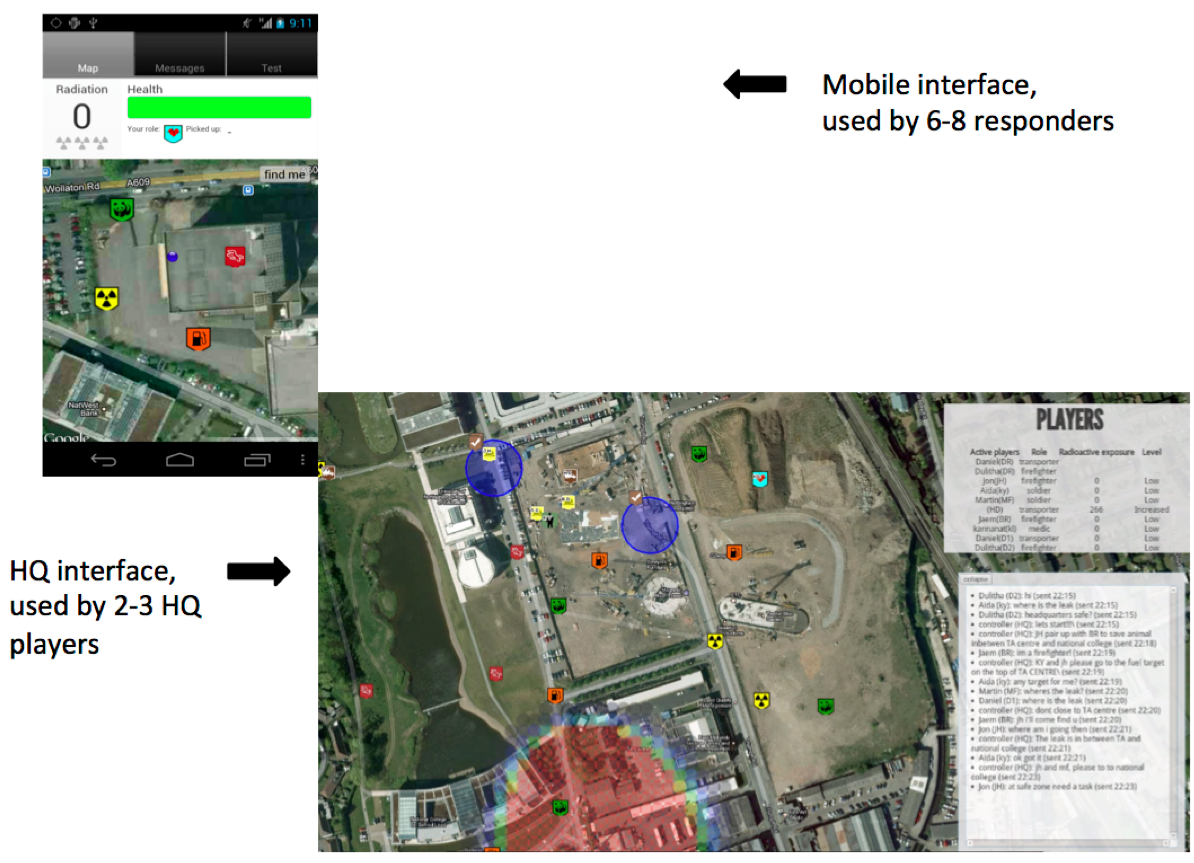 9:11
Map Messages Test
Radiation Health
0
Your role: Picked up: -
find me
Wollaton Rd A609
NatWest
Bank
Google
Mobile interface,
used by 6-8 responders
HQ interface,
used by 2-3 HQ
players
PLAYERS
Active players Role Radioactive exposure Level
Daniel(DR) transporter
Dulitha(DR) firefighter
Jon(JH) firefighter 0 Low
Aida(ky) soldier 0 Low
Martin(MF) soldier 0 Low
(HD) transporter 266 Increased
Jaem(BR) firefighter 0 Low
kannanat(kl) medic 0 Low
Daniel(D1) transporter 0 Low
Dulitha(D2) firefighter 0 Low
collapse
• Dulitha (D2): hi (sent 22:15)
• Aida (ky): where is the leak (sent 22:15)
• Dulitha (D2): headquarters safe? (sent 22:15)
• controller (HQ): lets start!!! (sent 22:15)
• controller (HQ): JH pair up with BR to save animal
inbetween TA centre and national college (sent 22:18)
• Jaem (BR): im a firefighter! (sent 22:19)
• controller (HQ): KY and jh please go to the fuel target
on the top of TA CENTRE\ (sent 22:19)
• Aida (ky): any target for me? (sent 22:19)
• Martin (MF): wheres the leak? (sent 22:20)
• Daniel (D1): where is the leak (sent 22:20)
• controller (HQ): dont close to TA centre (sent 22:20)
• Jaem (BR): jh i'll come find u (sent 22:20)
• Jon (JH): where am i going then (sent 22:21)
• controller (HQ): The leak is in between TA and
national college (sent 22:21)
• Aida (ky): ok got it (sent 22:21)
• controller (HQ): jh and mf, please to to national
college (sent 22:23)
• Jon (JH): at safe zone need a task (sent 22:23)